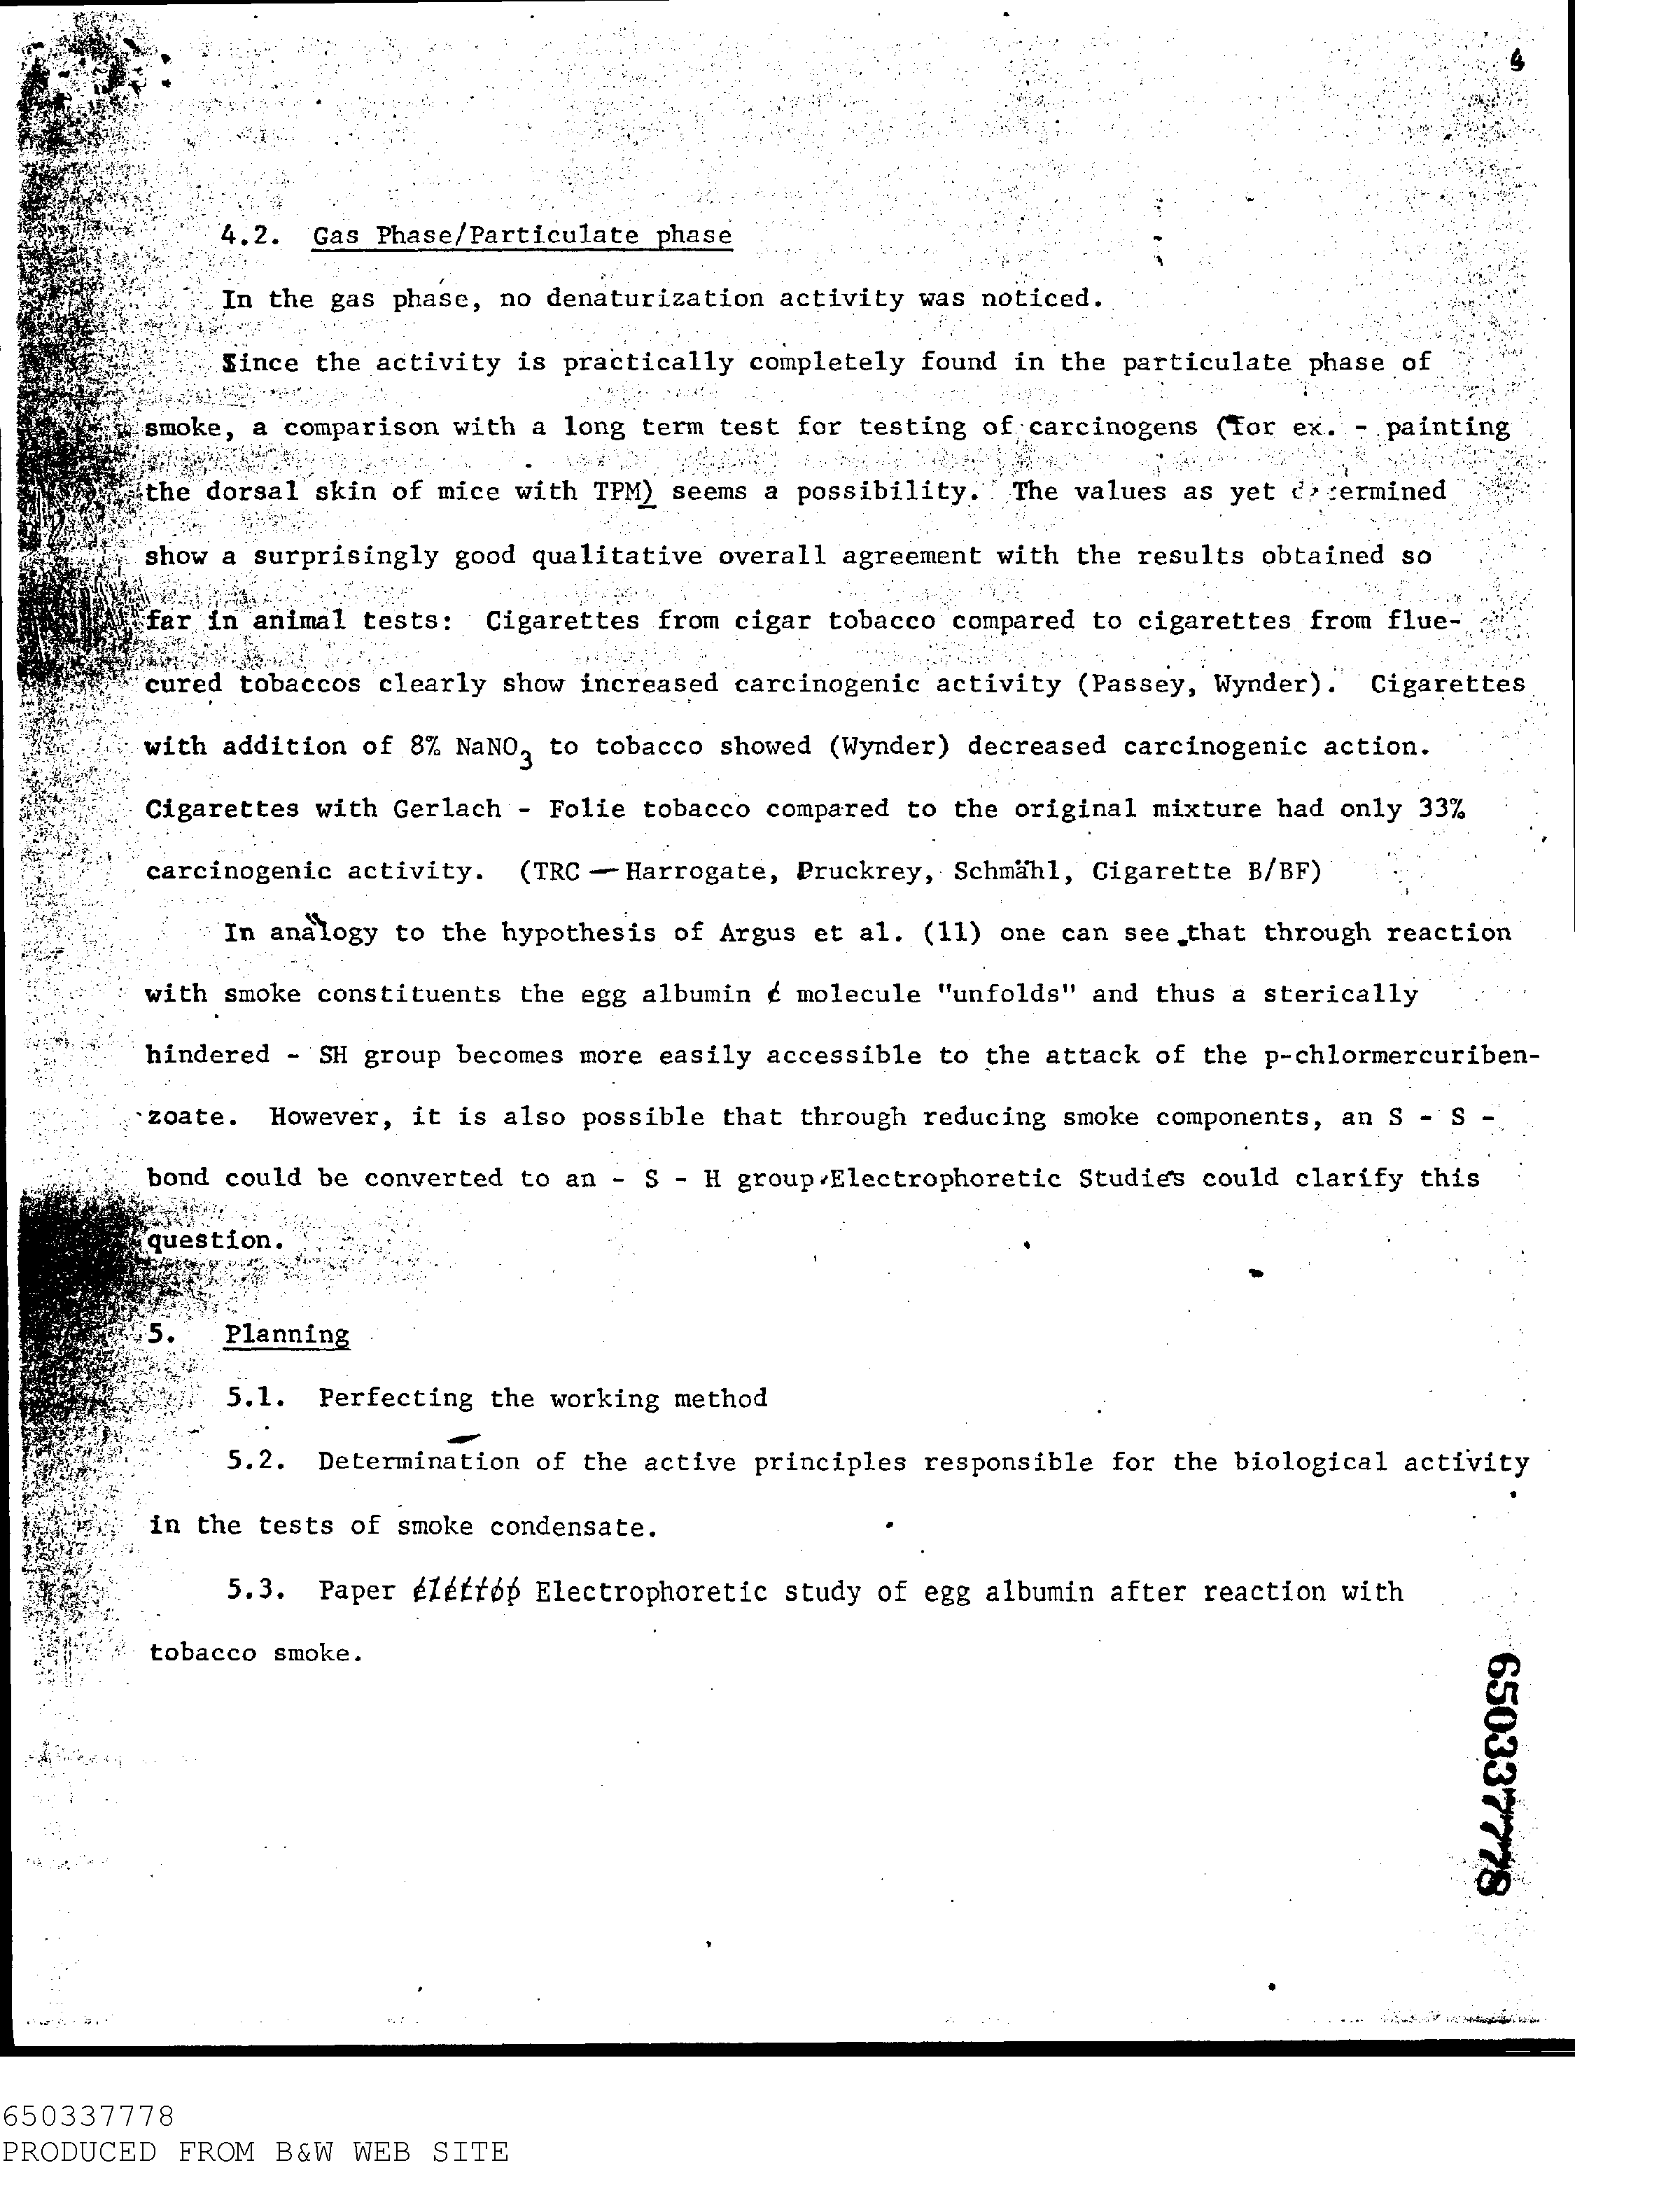 4.2. Gas Phase/Particulate phase
In the gas phase, no denaturization activity was noticed.
Since the activity is practically completely found in the particulate phase of
smoke, a comparison with a long term test for testing of carcinogens (for ex. - painting
the dorsal skin of mice with TPM) seems a possibility. The values as yet
show a surprisingly good qualitative overall agreement with the results obtained so
far in animal tests: Cigarettes from cigar tobacco compared to cigarettes from flue-
cured tobaccos clearly show increased carcinogenic activity (Passey, Wynder). Cigarettes
with addition of 8% NaNO3 to tobacco showed (Wynder) decreased carcinogenic action.
Cigarettes with Gerlach - Folie tobacco compared to the original mixture had only 33%
carcinogenic activity. (TRC — Harrogate, Druckrey, Schmähl, Cigarette B/BF)
In analogy to the hypothesis of Argus et al. (11) one can see that through reaction
with smoke constituents the egg albumin molecule "unfolds" and thus a sterically
hindered - SH group becomes more easily accessible to the attack of the p-chlormercuriben-
zoate. However, it is also possible that through reducing smoke components, an S - S -
bond could be converted to an - S - H group. Electrophoretic Studies could clarify this
question.
5. Planning
5.1. Perfecting the working method
5.2. Determination of the active principles responsible for the biological activity
in the tests of smoke condensate.
5.3. Paper Electrophoretic study of egg albumin after reaction with
tobacco smoke.
650337778
650337778
PRODUCED FROM B&W WEB SITE